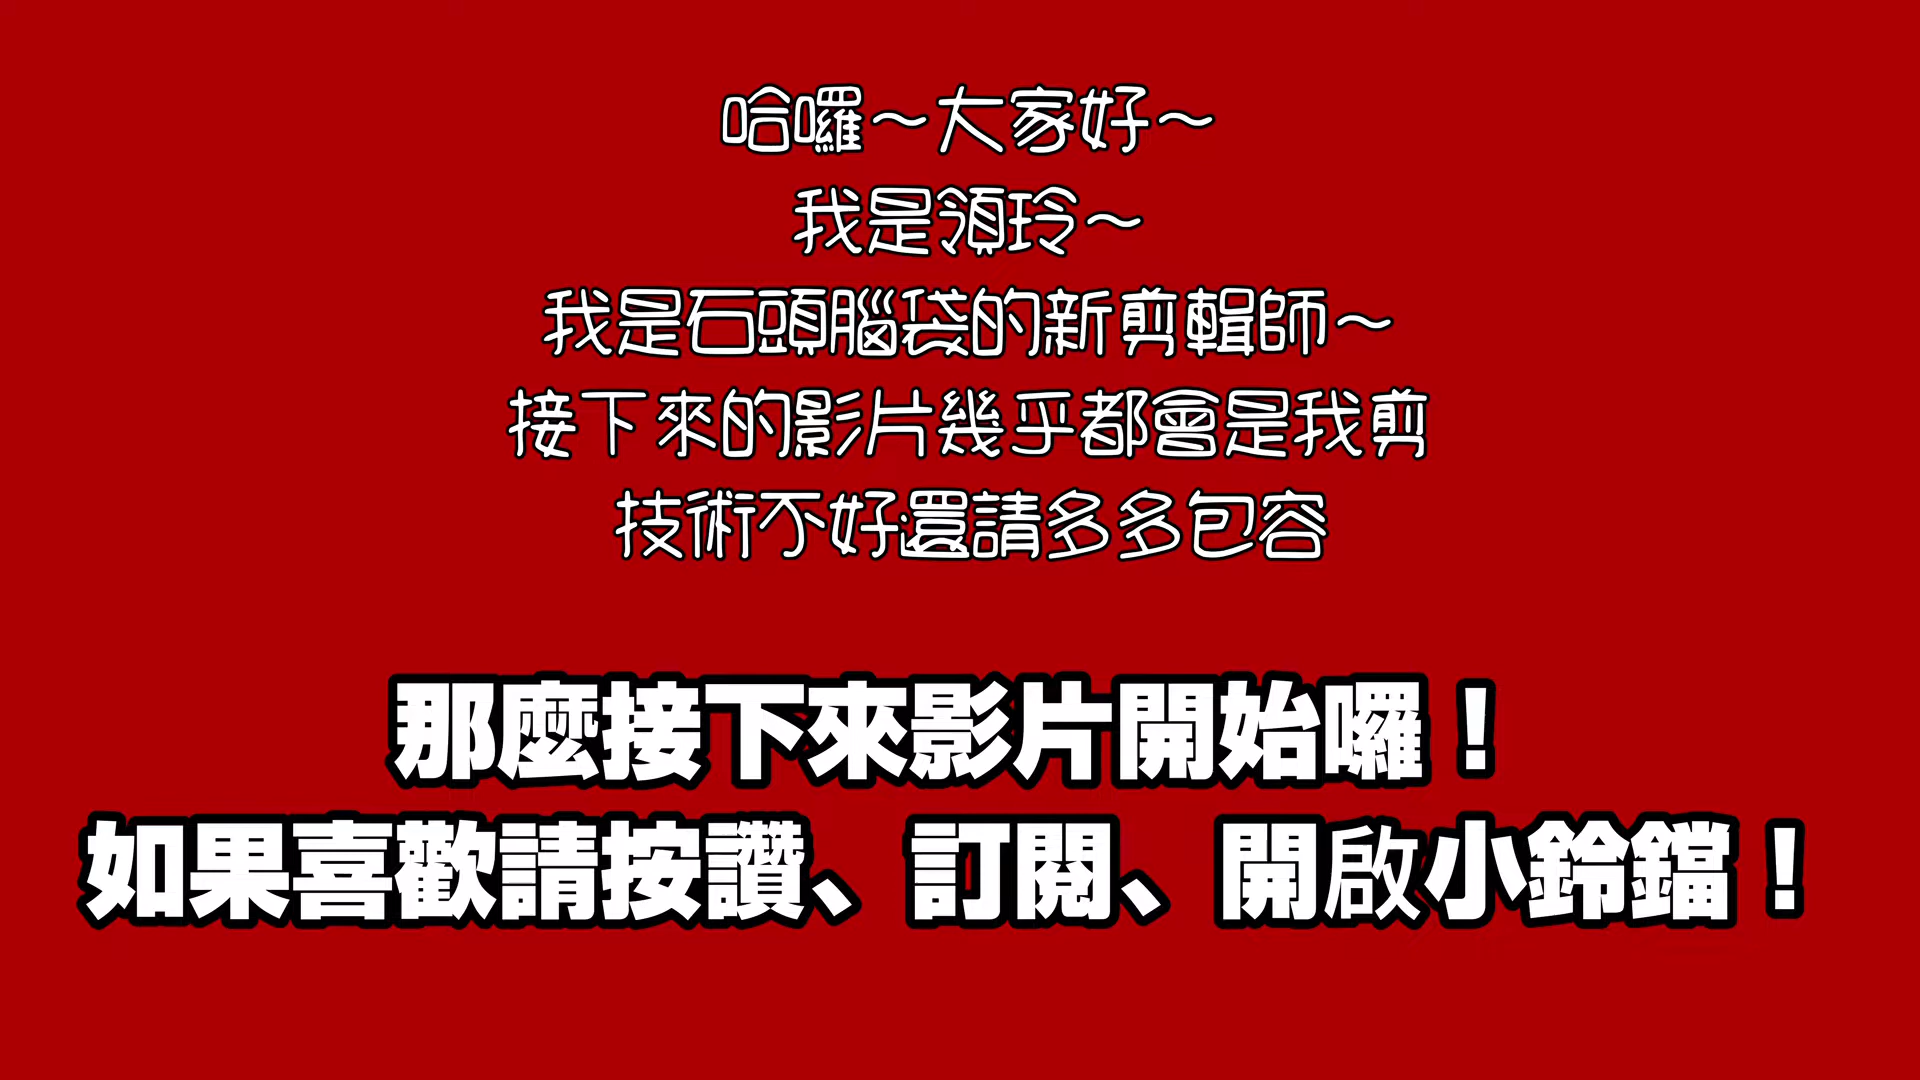 哈囉～大家好～
我是湏玲～
我是石頭腦袋的新剪輯師～
接下來的影片幾乎都會是我剪
技術不好還請多多包容
那麼接下來影片開始囉！
如果喜歡請按讚、訂閱、開啟小鈴鐺！